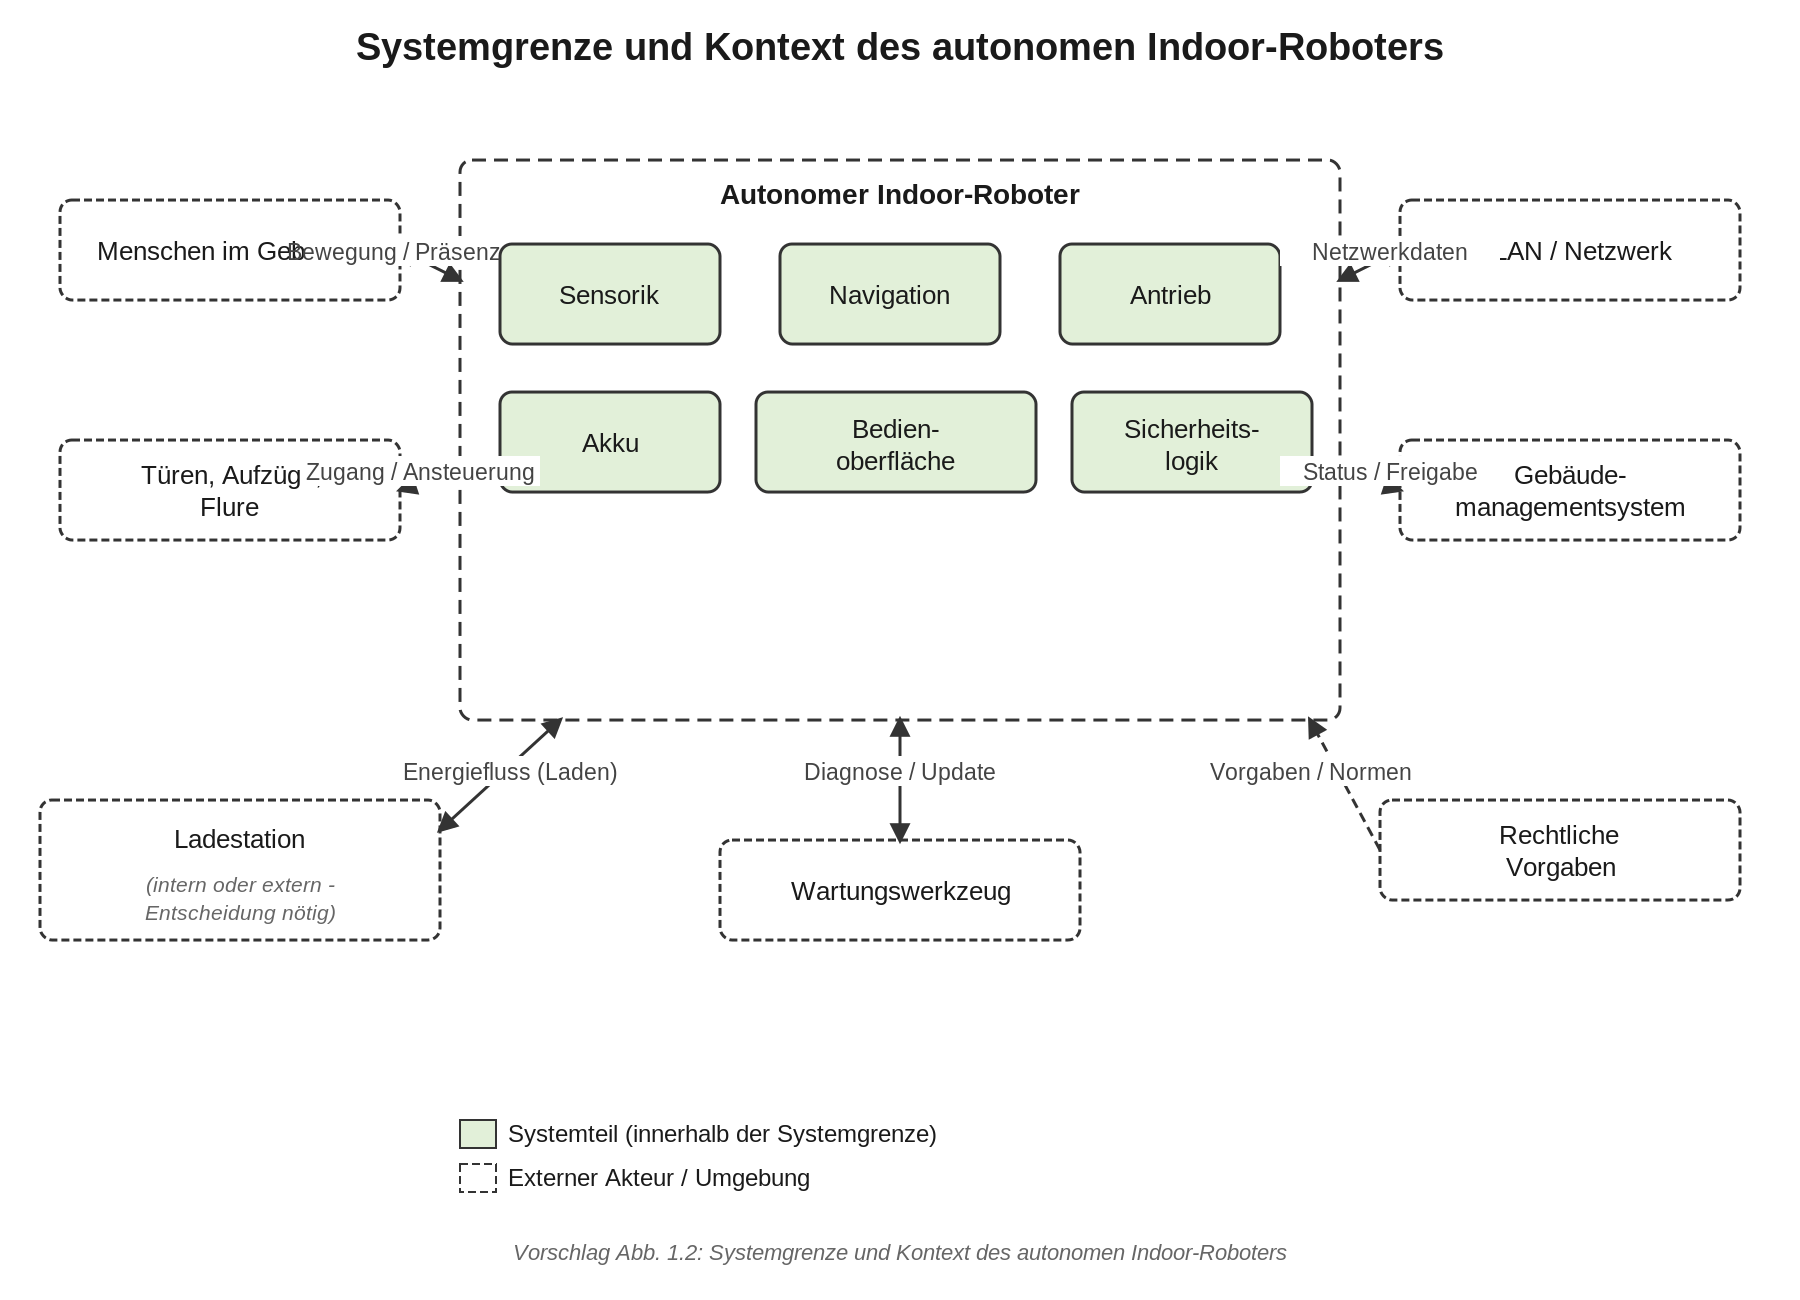 Systemgrenze und Kontext des autonomen Indoor-Roboters
Autonomer Indoor-Roboter
Menschen im Geb
Bewegung / Präsenz
Netzwerkdaten
AN / Netzwerk
Sensorik
Navigation
Antrieb
Akku
Bedien-
oberfläche
Sicherheits-
logik
Türen, Aufzüg
Flure
Zugang / Ansteuerung
Status / Freigabe
Gebäude-
managementsystem
Energiefluss (Laden)
Diagnose / Update
Vorgaben / Normen
Ladestation
(intern oder extern -
Entscheidung nötig)
Wartungswerkzeug
Rechtliche
Vorgaben
Systemteil (innerhalb der Systemgrenze)
Externer Akteur / Umgebung
Vorschlag Abb. 1.2: Systemgrenze und Kontext des autonomen Indoor-Roboters